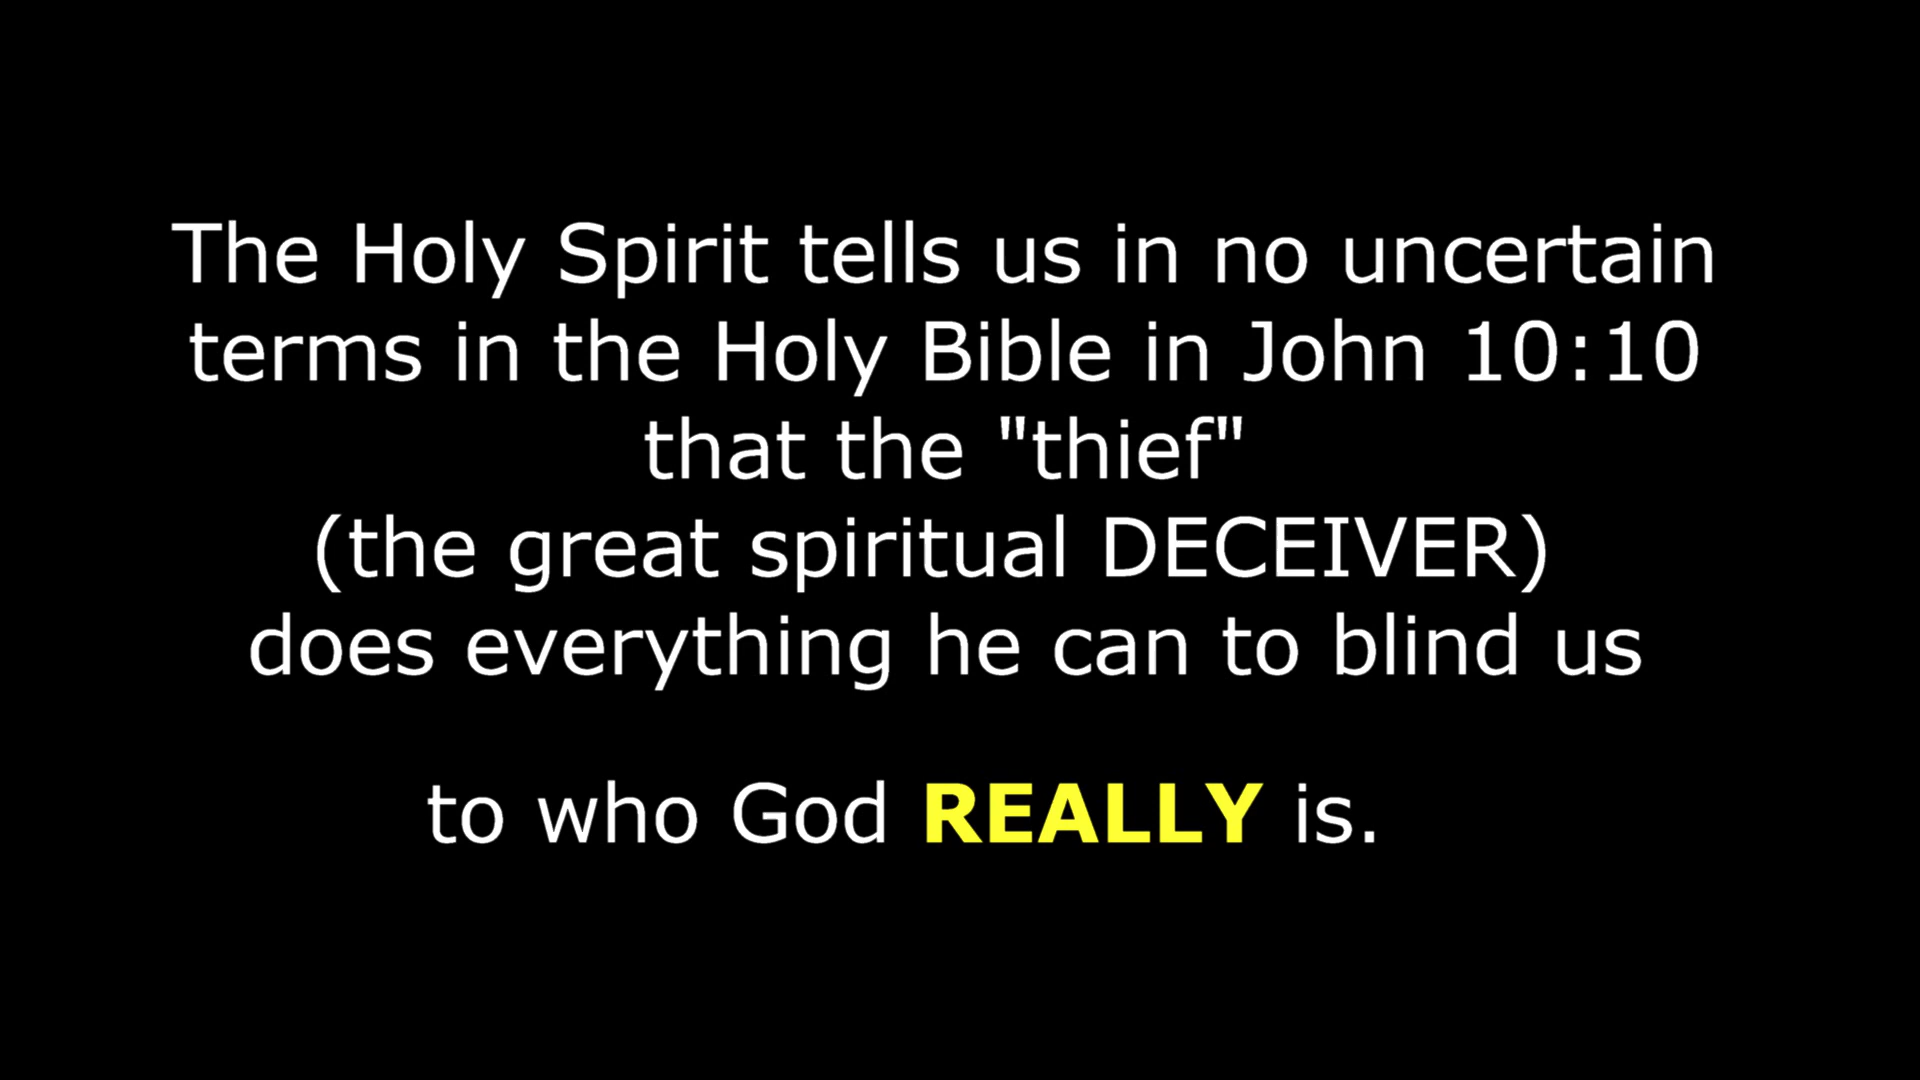 The Holy Spirit tells us in no uncertain
terms in the Holy Bible in John 10:10
that the "thief"
(the great spiritual DECEIVER)
does everything he can to blind us
to who God REALLY is.